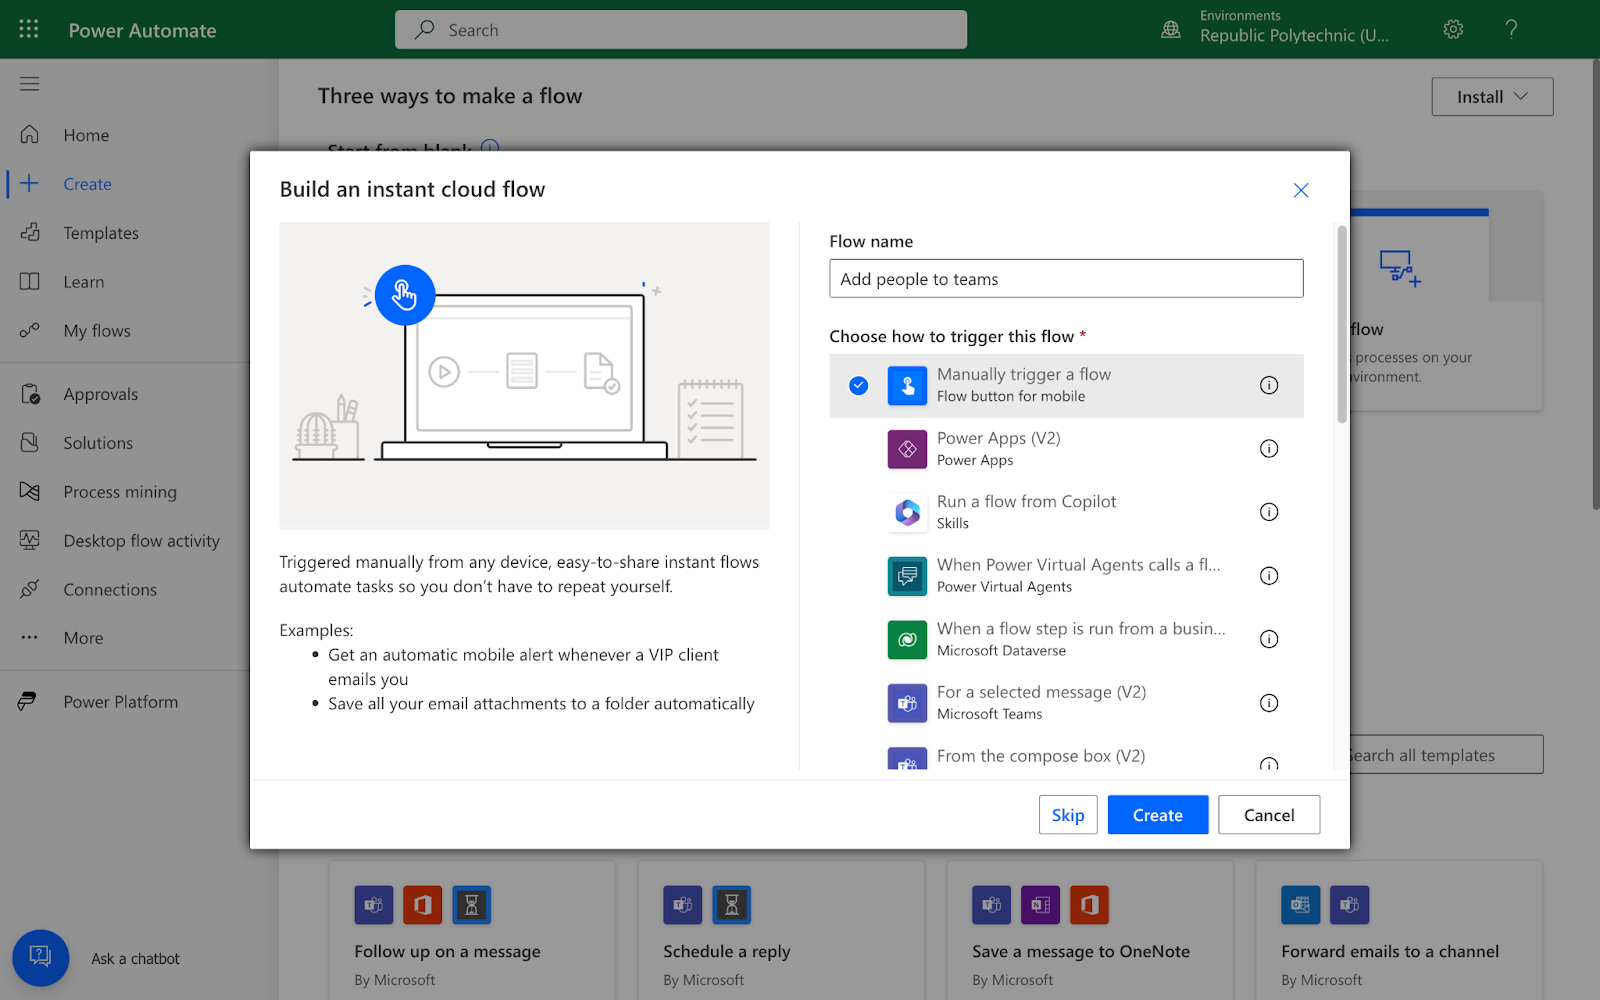 Power Automate
Search
Environments
Republic Polytechnic (U...
?
Three ways to make a flow
Install
Home
Create
Templates
Learn
My flows
Approvals
Solutions
Process mining
Desktop flow activity
Connections
More
Power Platform
Ask a chatbot
Start from blank
Build an instant cloud flow
Triggered manually from any device, easy-to-share instant flows
automate tasks so you don’t have to repeat yourself.
Examples:
• Get an automatic mobile alert whenever a VIP client
emails you
• Save all your email attachments to a folder automatically
Flow name
Add people to teams
Choose how to trigger this flow *
Manually trigger a flow
Flow button for mobile
Power Apps (V2)
Power Apps
Run a flow from Copilot
Skills
When Power Virtual Agents calls a fl...
Power Virtual Agents
When a flow step is run from a busin...
Microsoft Dataverse
For a selected message (V2)
Microsoft Teams
From the compose box (V2)
Skip
Create
Cancel
flow
processes on your
Search all templates
Follow up on a message
By Microsoft
Schedule a reply
By Microsoft
Save a message to OneNote
By Microsoft
Forward emails to a channel
By Microsoft